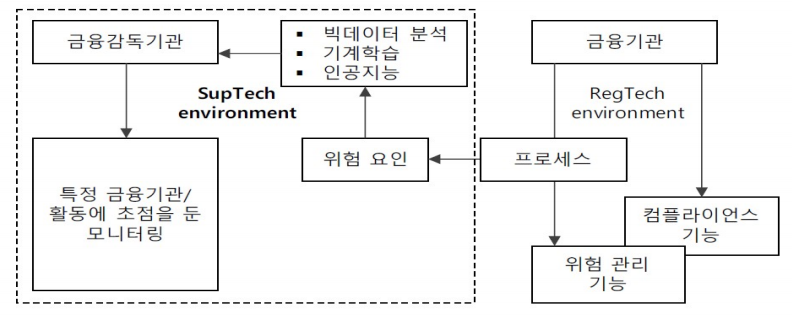 금융감독기관
▪ 빅데이터 분석
▪ 기계학습
▪ 인공지능
SupTech
environment
위험 요인
특정 금융기관/
활동에 초점을 둔
모니터링
금융기관
RegTech
environment
프로세스
컴플라이언스
기능
위험 관리
기능